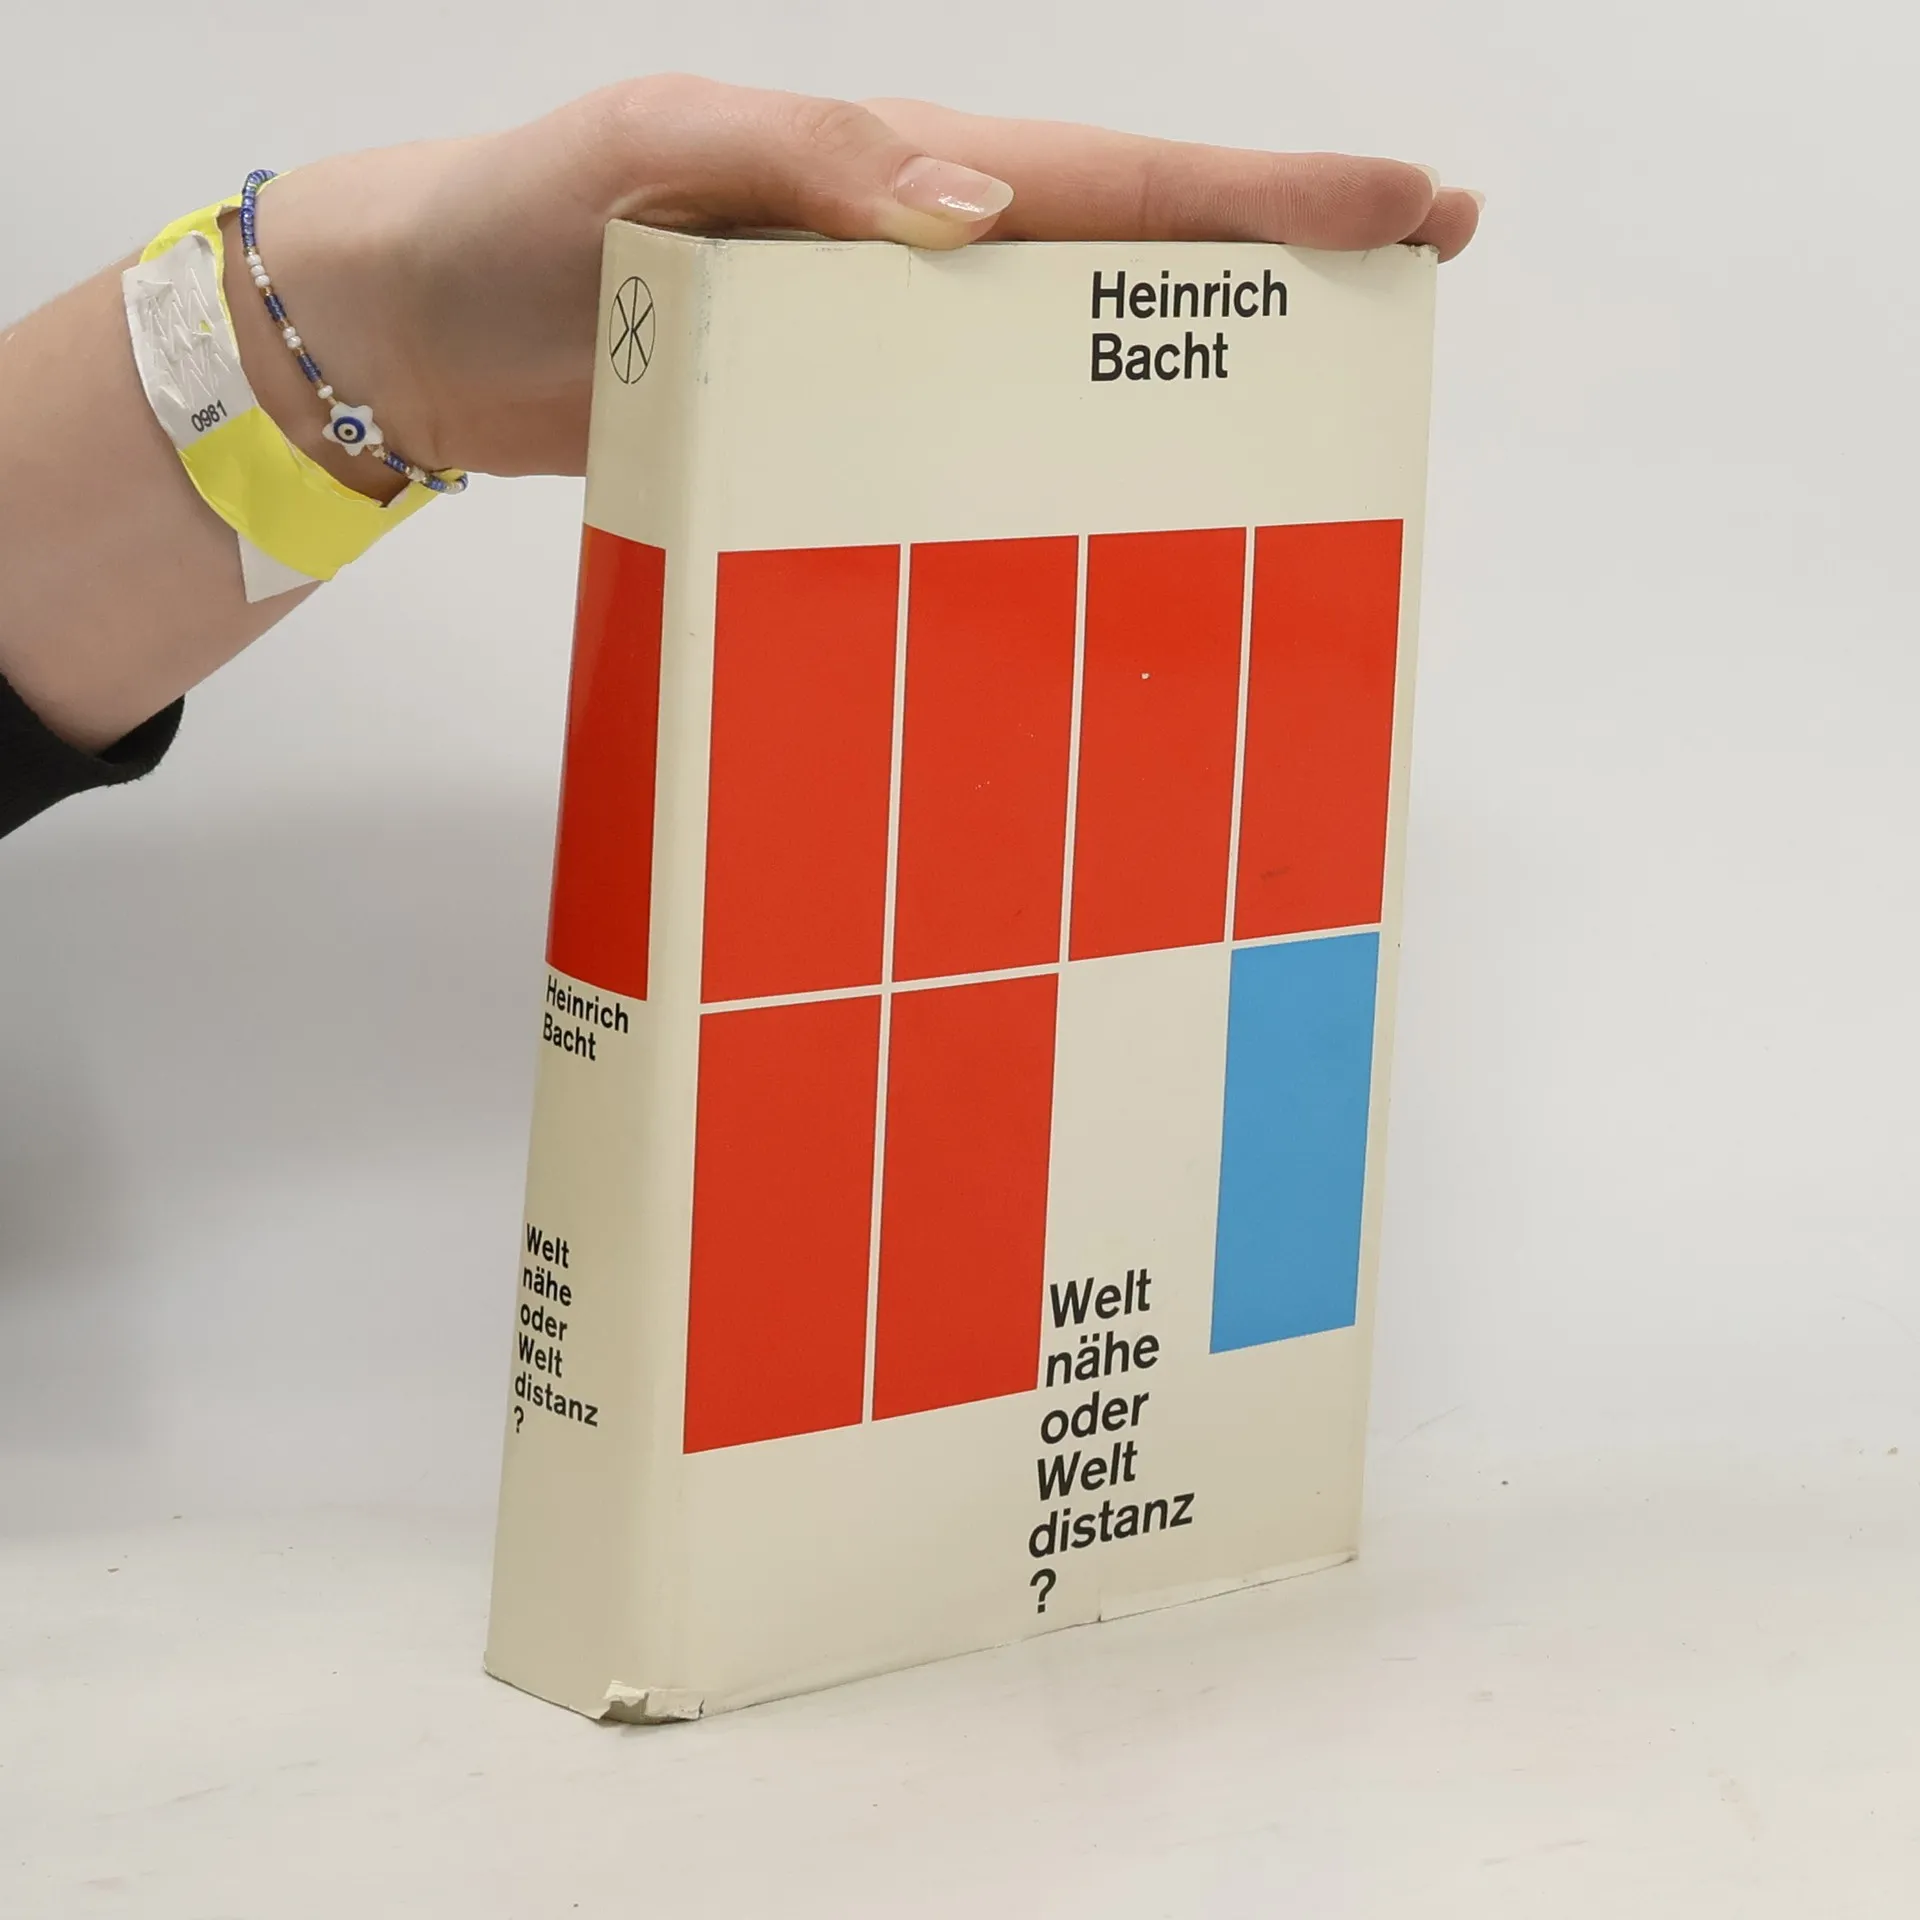 0981
Heinrich
Bacht
Welt
nähe
oder
Welt
distanz
?
Heinrich
Bacht
Welt
nähe
oder
Welt
distanz
?